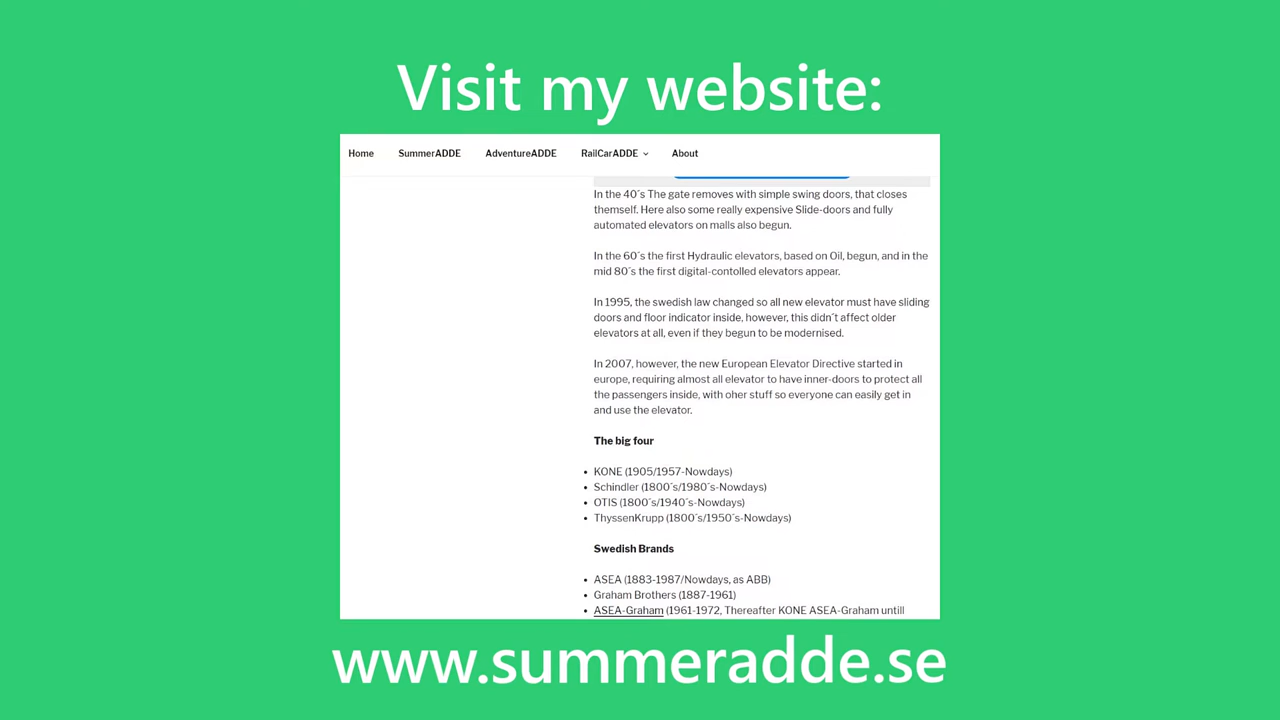 Visit my website:
Home SummerADDE AdventureADDE RailCarADDE About
In the 40´s The gate removes with simple swing doors, that closes
themself. Here also some really expensive Slide-doors and fully
automated elevators on malls also begun.
In the 60´s the first Hydraulic elevators, based on Oil, begun, and in the
mid 80´s the first digital-contolled elevators appear.
In 1995, the swedish law changed so all new elevator must have sliding
doors and floor indicator inside, however, this didn´t affect older
elevators at all, even if they begun to be modernised.
In 2007, however, the new European Elevator Directive started in
europe, requiring almost all elevator to have inner-doors to protect all
the passengers inside, with oher stuff so everyone can easily get in
and use the elevator.
The big four
• KONE (1905/1957-Nowdays)
• Schindler (1800´s/1980´s-Nowdays)
• OTIS (1800´s/1940´s-Nowdays)
• ThyssenKrupp (1800´s/1950´s-Nowdays)
Swedish Brands
• ASEA (1883-1987/Nowdays, as ABB)
• Graham Brothers (1887-1961)
• ASEA-Graham (1961-1972, Thereafter KONE ASEA-Graham untill
www.summeradde.se